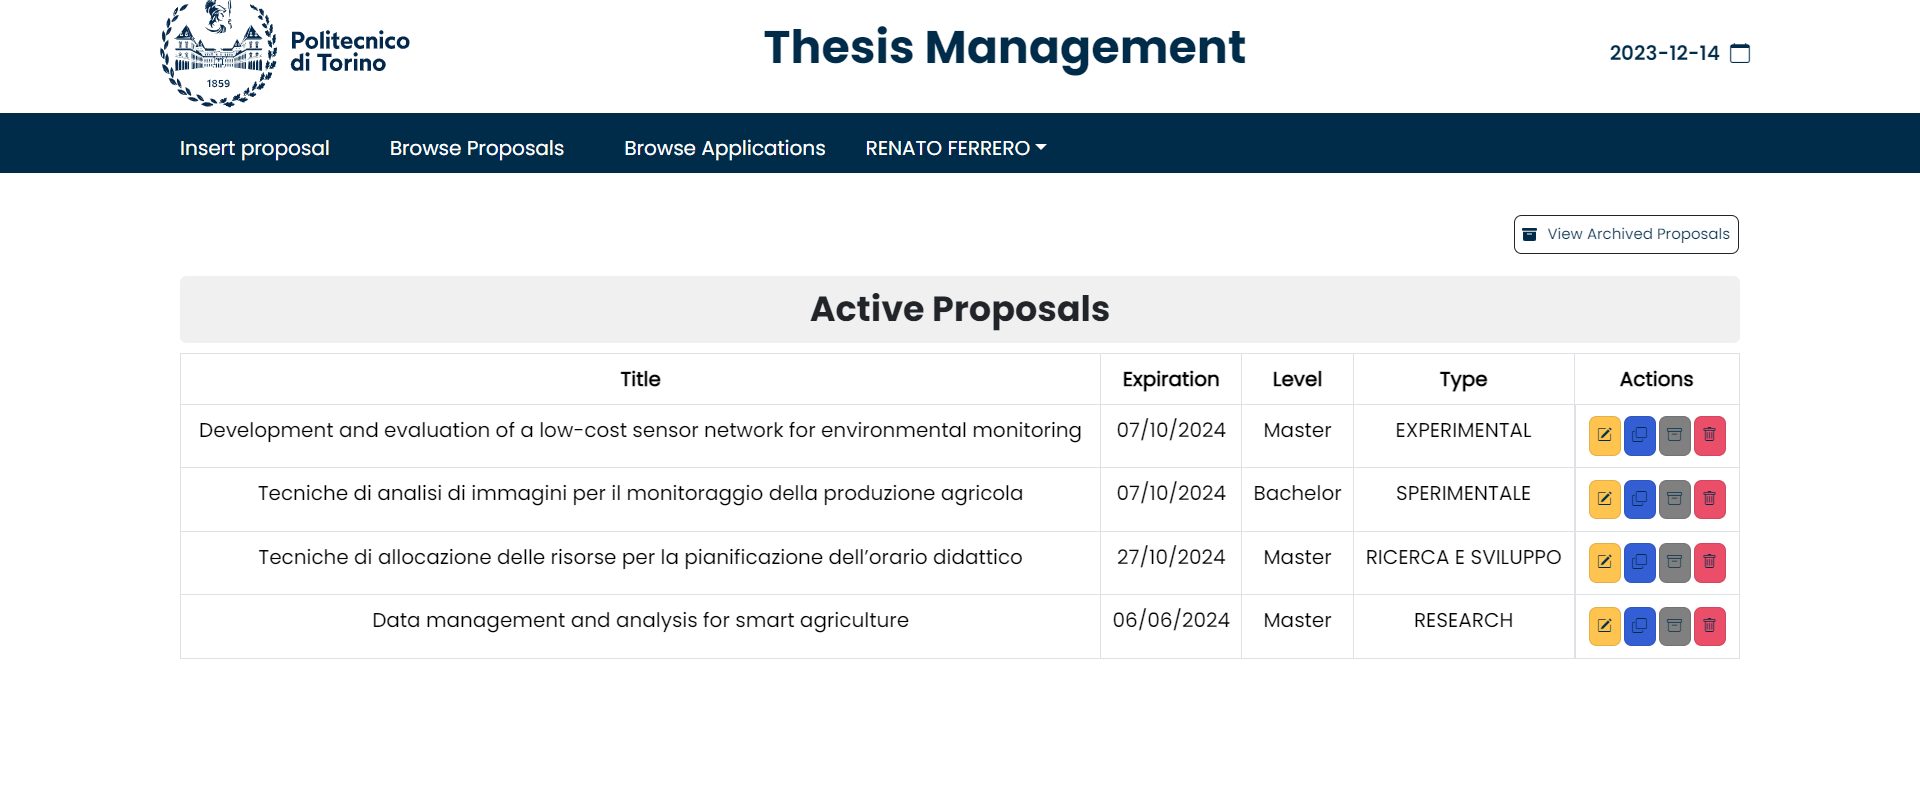 1859
Politecnico
di Torino
Thesis Management
2023-12-14
Insert proposal Browse Proposals Browse Applications RENATO FERRERO
View Archived Proposals
Active Proposals
Title Expiration Level Type Actions
Development and evaluation of a low-cost sensor network for environmental monitoring 07/10/2024 Master EXPERIMENTAL
Tecniche di analisi di immagini per il monitoraggio della produzione agricola 07/10/2024 Bachelor SPERIMENTALE
Tecniche di allocazione delle risorse per la pianificazione dell’orario didattico 27/10/2024 Master RICERCA E SVILUPPO
Data management and analysis for smart agriculture 06/06/2024 Master RESEARCH